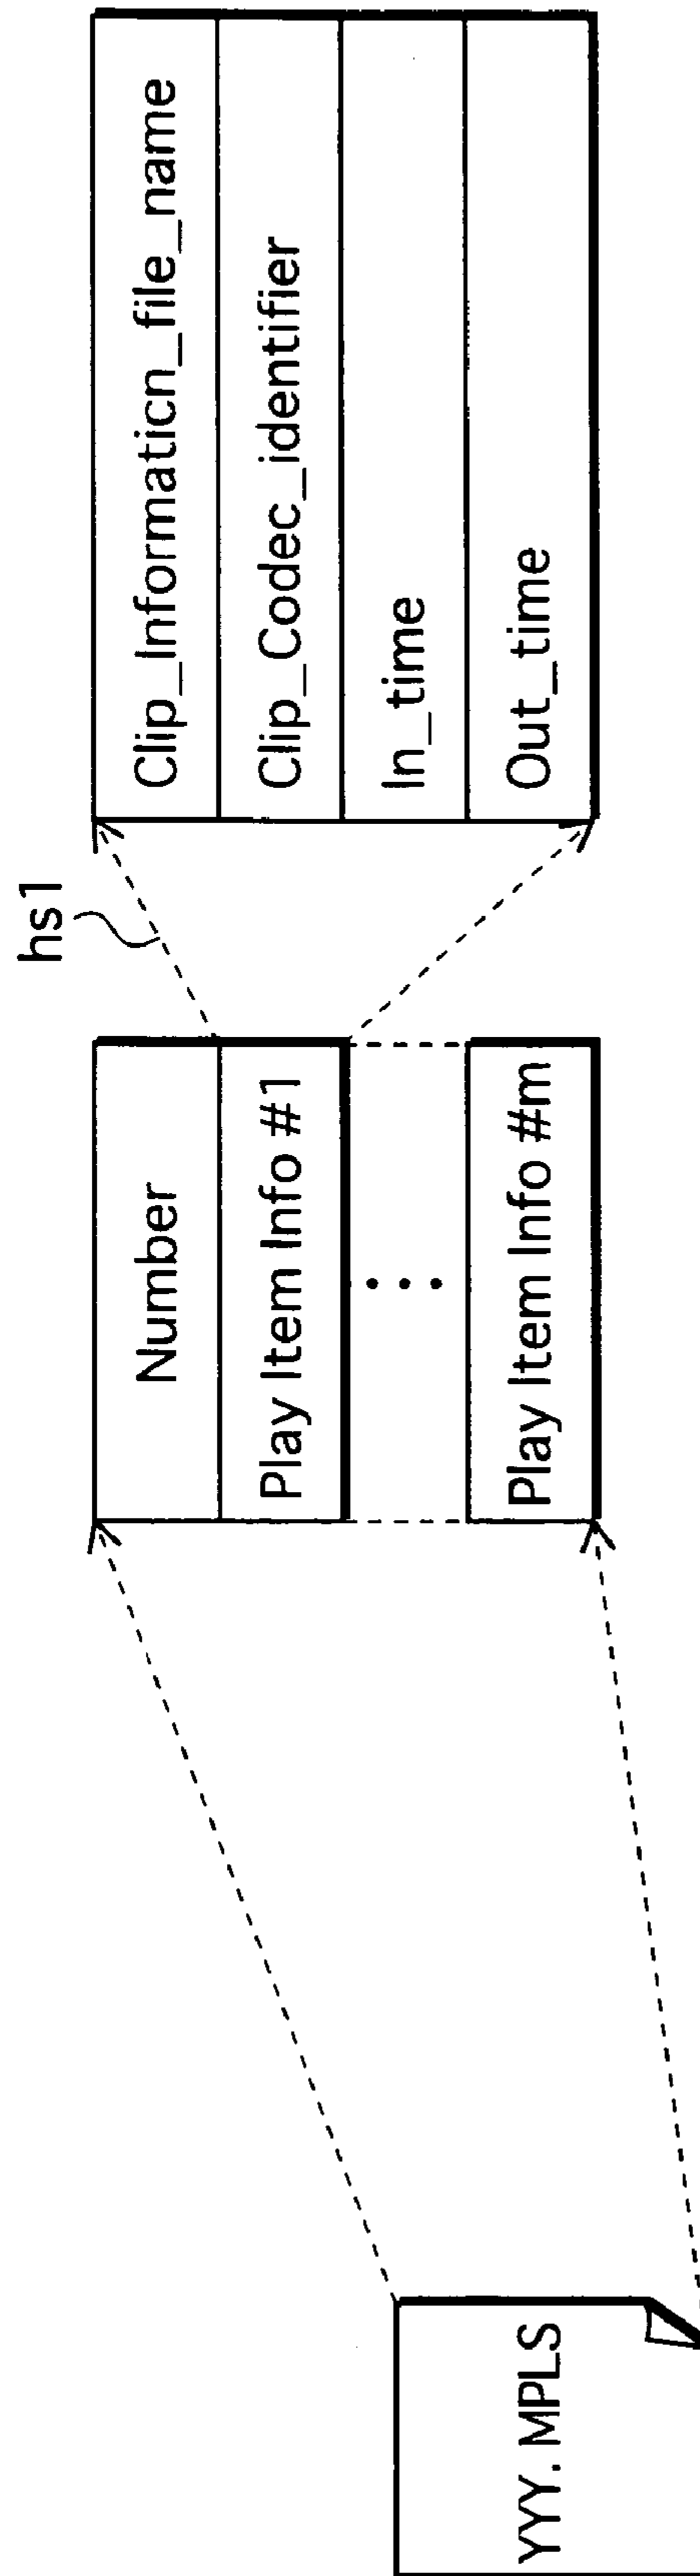 YYY. MPLS
Number
Play Item Info #1
Play Item Info #m
hs1
Clip_Informaticn_file_name
Clip_Codec_identifier
In_time
Out_time